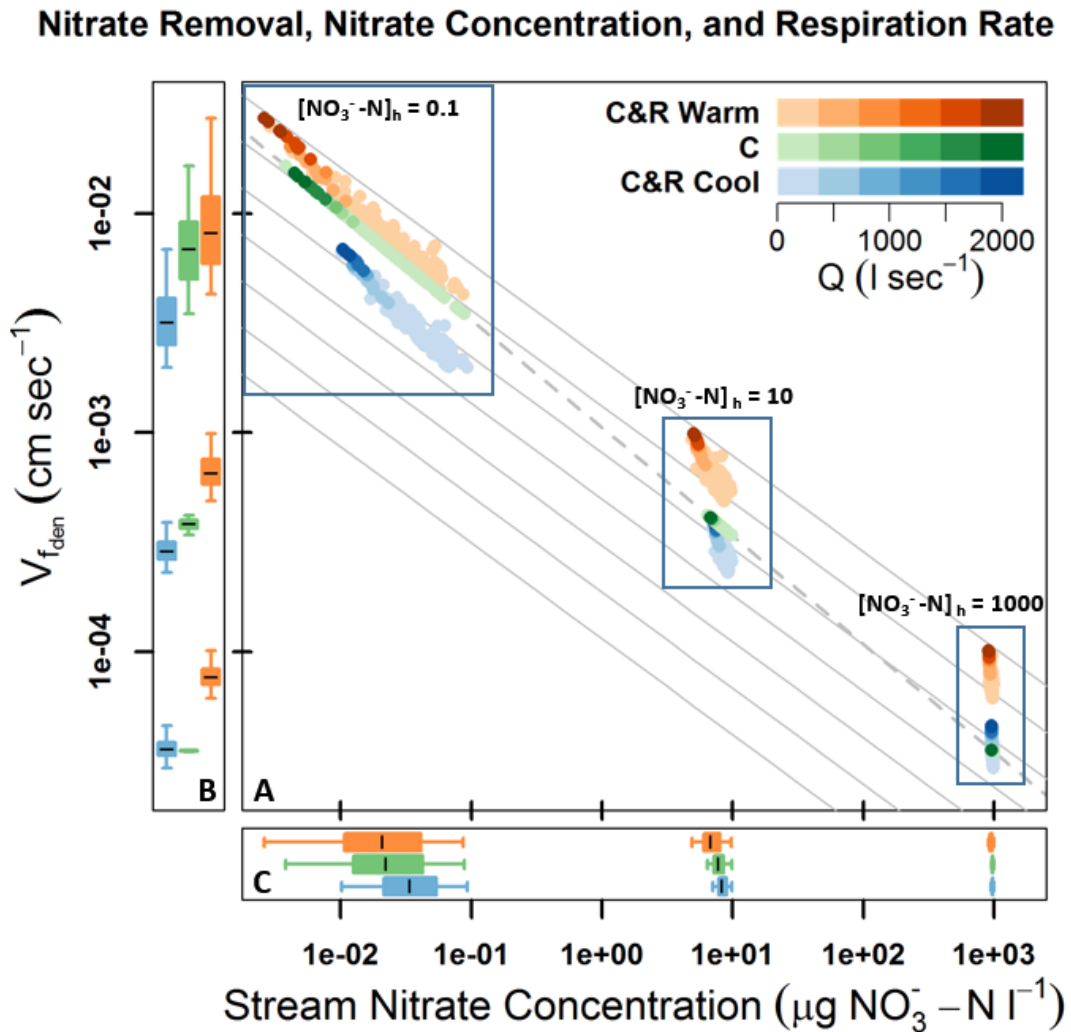 Nitrate Removal, Nitrate Concentration, and Respiration Rate
[NO₃⁻-N]ₕ = 0.1
C&R Warm
C
C&R Cool
0 1000 2000
Q (l sec⁻¹)
1e-02
1e-03
1e-04
V_f_den (cm sec⁻¹)
[NO₃⁻-N] ₕ = 10
[NO₃⁻-N] ₕ = 1000
B
A
C
1e-02 1e-01 1e+00 1e+01 1e+02 1e+03
Stream Nitrate Concentration (μg NO₃⁻ −N l⁻¹)